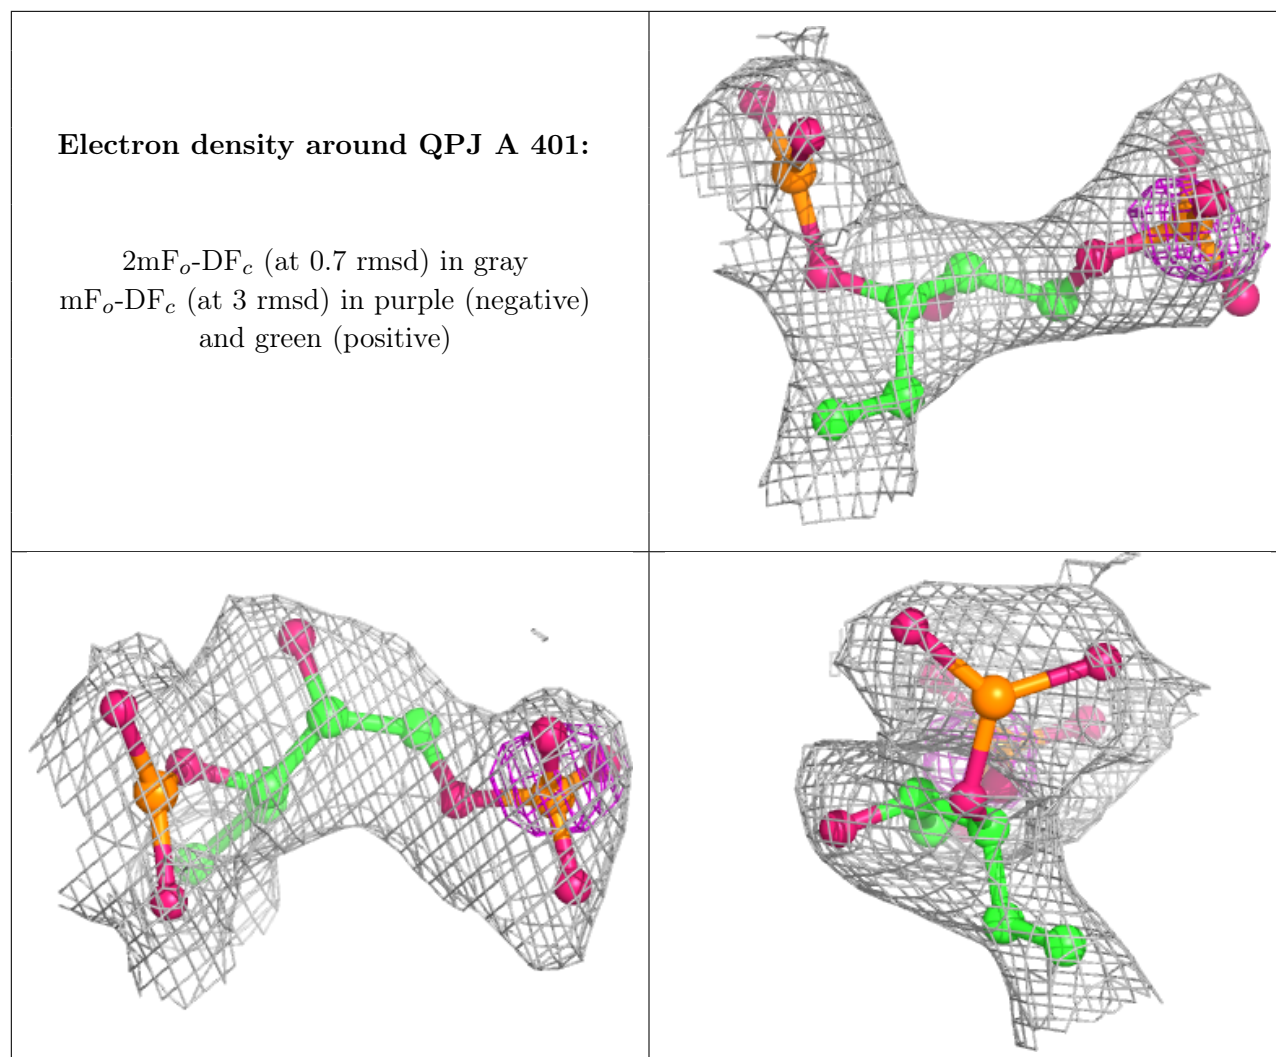 Electron density around QPJ A 401:
2mFo-DFc (at 0.7 rmsd) in gray
mFo-DFc (at 3 rmsd) in purple (negative)
and green (positive)